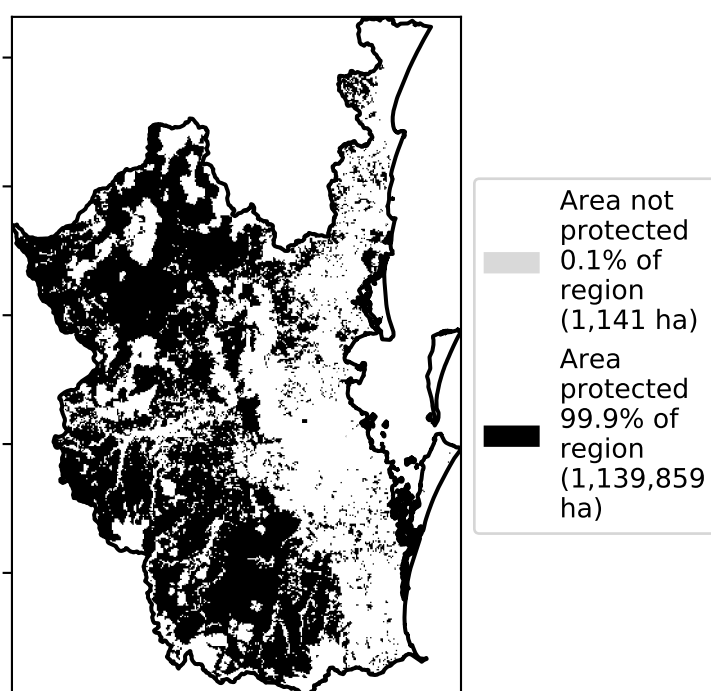 Area not
protected
0.1% of
region
(1,141 ha)
Area
protected
99.9% of
region
(1,139,859
ha)